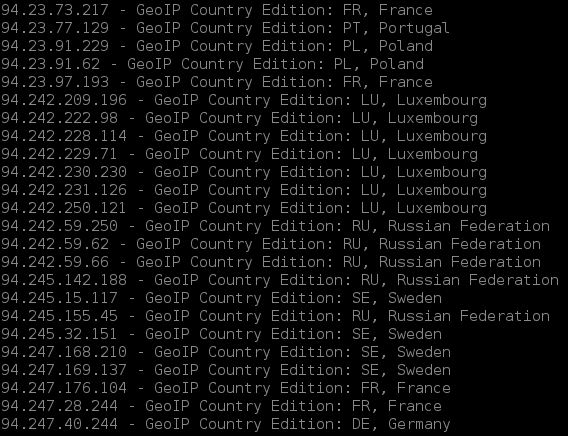 94.23.73.217 - GeoIP Country Edition: FR, France
94.23.77.129 - GeoIP Country Edition: PT, Portugal
94.23.91.229 - GeoIP Country Edition: PL, Poland
94.23.91.62 - GeoIP Country Edition: PL, Poland
94.23.97.193 - GeoIP Country Edition: FR, France
94.242.209.196 - GeoIP Country Edition: LU, Luxembourg
94.242.222.98 - GeoIP Country Edition: LU, Luxembourg
94.242.228.114 - GeoIP Country Edition: LU, Luxembourg
94.242.229.71 - GeoIP Country Edition: LU, Luxembourg
94.242.230.230 - GeoIP Country Edition: LU, Luxembourg
94.242.231.126 - GeoIP Country Edition: LU, Luxembourg
94.242.250.121 - GeoIP Country Edition: LU, Luxembourg
94.242.59.250 - GeoIP Country Edition: RU, Russian Federation
94.242.59.62 - GeoIP Country Edition: RU, Russian Federation
94.242.59.66 - GeoIP Country Edition: RU, Russian Federation
94.245.142.188 - GeoIP Country Edition: RU, Russian Federation
94.245.15.117 - GeoIP Country Edition: SE, Sweden
94.245.155.45 - GeoIP Country Edition: RU, Russian Federation
94.245.32.151 - GeoIP Country Edition: SE, Sweden
94.247.168.210 - GeoIP Country Edition: SE, Sweden
94.247.169.137 - GeoIP Country Edition: SE, Sweden
94.247.176.104 - GeoIP Country Edition: FR, France
94.247.28.244 - GeoIP Country Edition: FR, France
94.247.40.244 - GeoIP Country Edition: DE, Germany